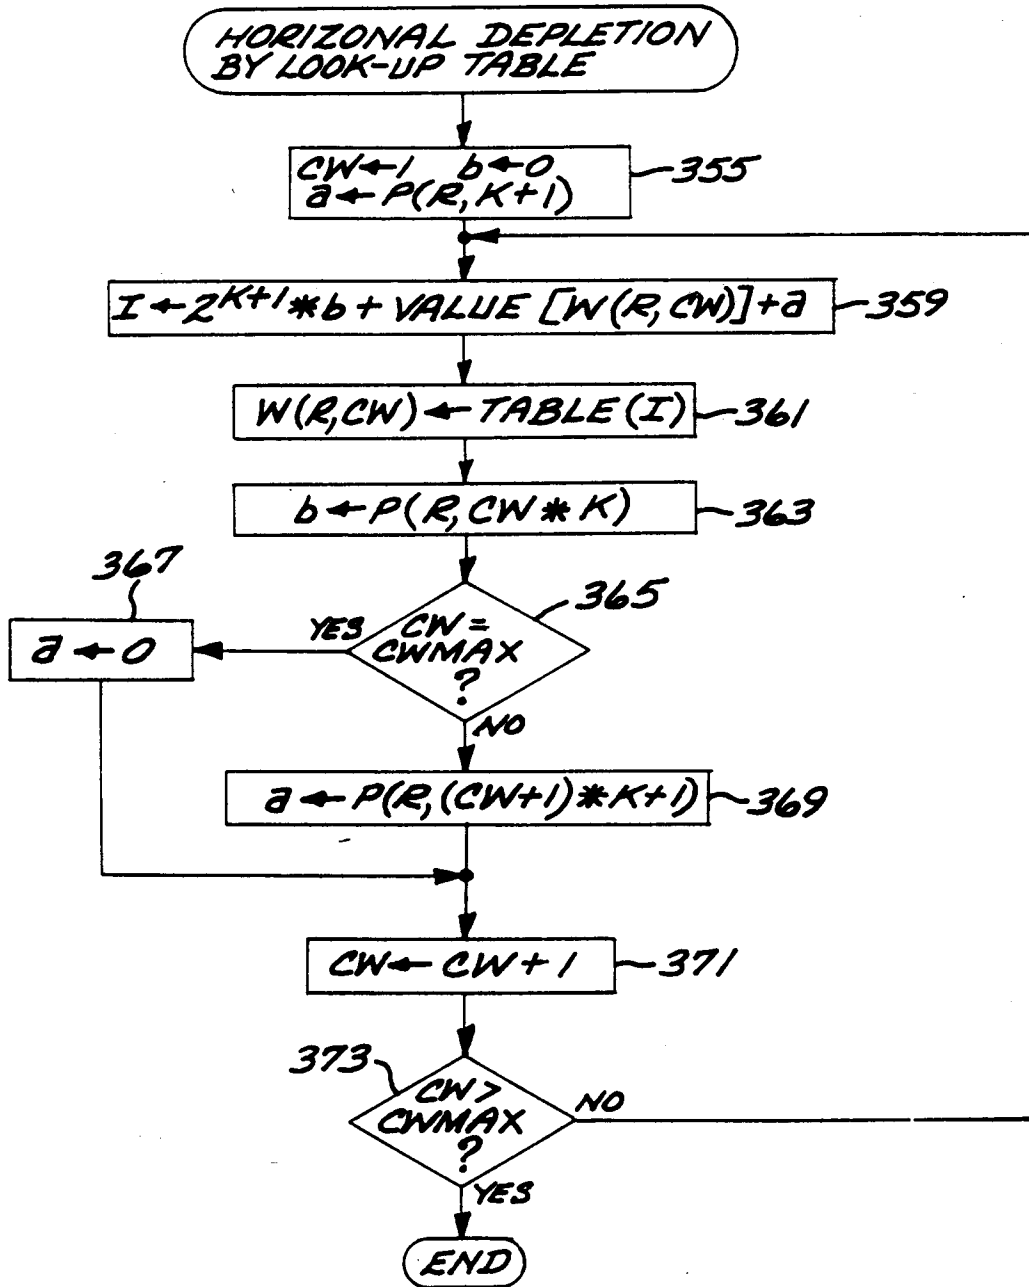 HORIZONAL DEPLETION
BY LOOK-UP TABLE
CW←1 b←0
a←P(R,K+1)
355
I←2^K+1*b+VALUE [W(R,CW)]+a
359
W(R,CW)←TABLE(I)
361
b←P(R,CW*K)
363
367
365
a←0
YES
CW=
CWMAX
?
NO
a←P(R,(CW+1)*K+1)
369
CW←CW+1
371
373
CW>
CWMAX
?
NO
YES
END